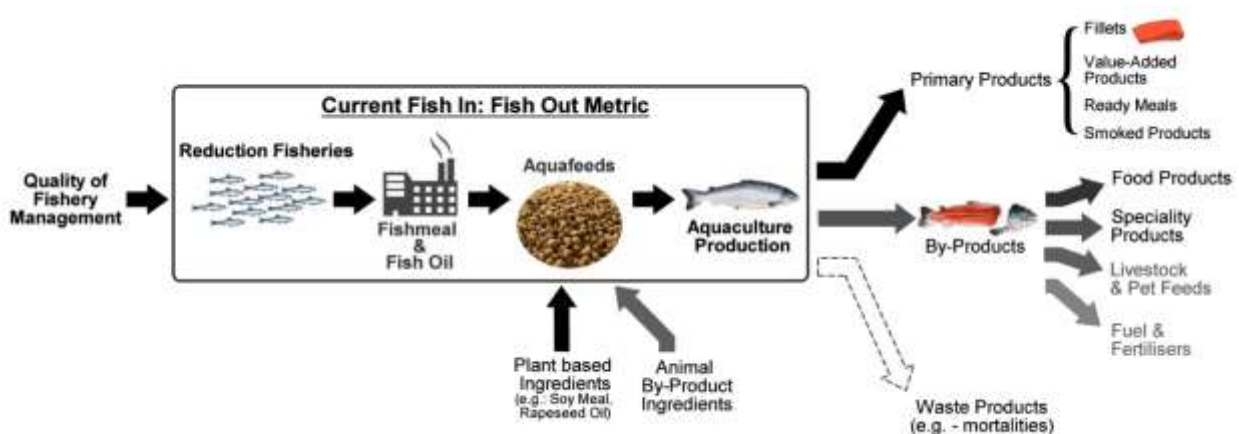 Current Fish In: Fish Out Metric
Quality of
Fishery
Management
Reduction Fisheries
Fishmeal
&
Fish Oil
Aquafeeds
Aquaculture
Production
Plant based
Ingredients
(e.g.: Soy Meal,
Rapeseed Oil)
Animal
By-Product
Ingredients
Primary Products
Fillets
Value-Added
Products
Ready Meals
Smoked Products
By-Products
Food Products
Speciality
Products
Livestock
& Pet Feeds
Fuel &
Fertilisers
Waste Products
(e.g. - mortalities)